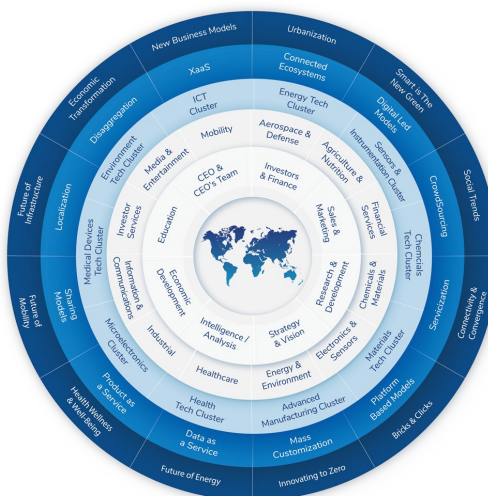 New Business Models
Urbanization
Smart is The
New Green
Social Trends
Connectivity &
Convergence
Bricks & Clicks
Innovating to Zero
Future of Energy
Health Wellness
& Well-Being
Future of
Mobility
Future of
Infrastructure
Economic
Transformation
XaaS
Connected
Ecosystems
Digital Led
Models
CrowdSourcing
Servicization
Platform
Based Models
Mass
Customization
Data as
a Service
Product as
a Service
Sharing
Models
Localization
Disaggregation
ICT
Cluster
Energy Tech
Cluster
Sensors &
Instrumentation Cluster
Chemcials
Tech Cluster
Materials
Tech Cluster
Advanced
Manufacturing Cluster
Health
Tech Cluster
Microelectronics
Cluster
Medical Devices
Tech Cluster
Environment
Tech Cluster
Mobility
Aerospace &
Defense
Agriculture &
Nutrition
Financial
Services
Chemicals &
Materials
Electronics &
Sensors
Energy &
Environment
Healthcare
Industrial
Information &
Communications
Investor
Services
Media &
Entertainment
CEO &
CEO's Team
Investors
& Finance
Sales &
Marketing
Research &
Development
Strategy
& Vision
Intelligence /
Analysis
Economic
Development
Education